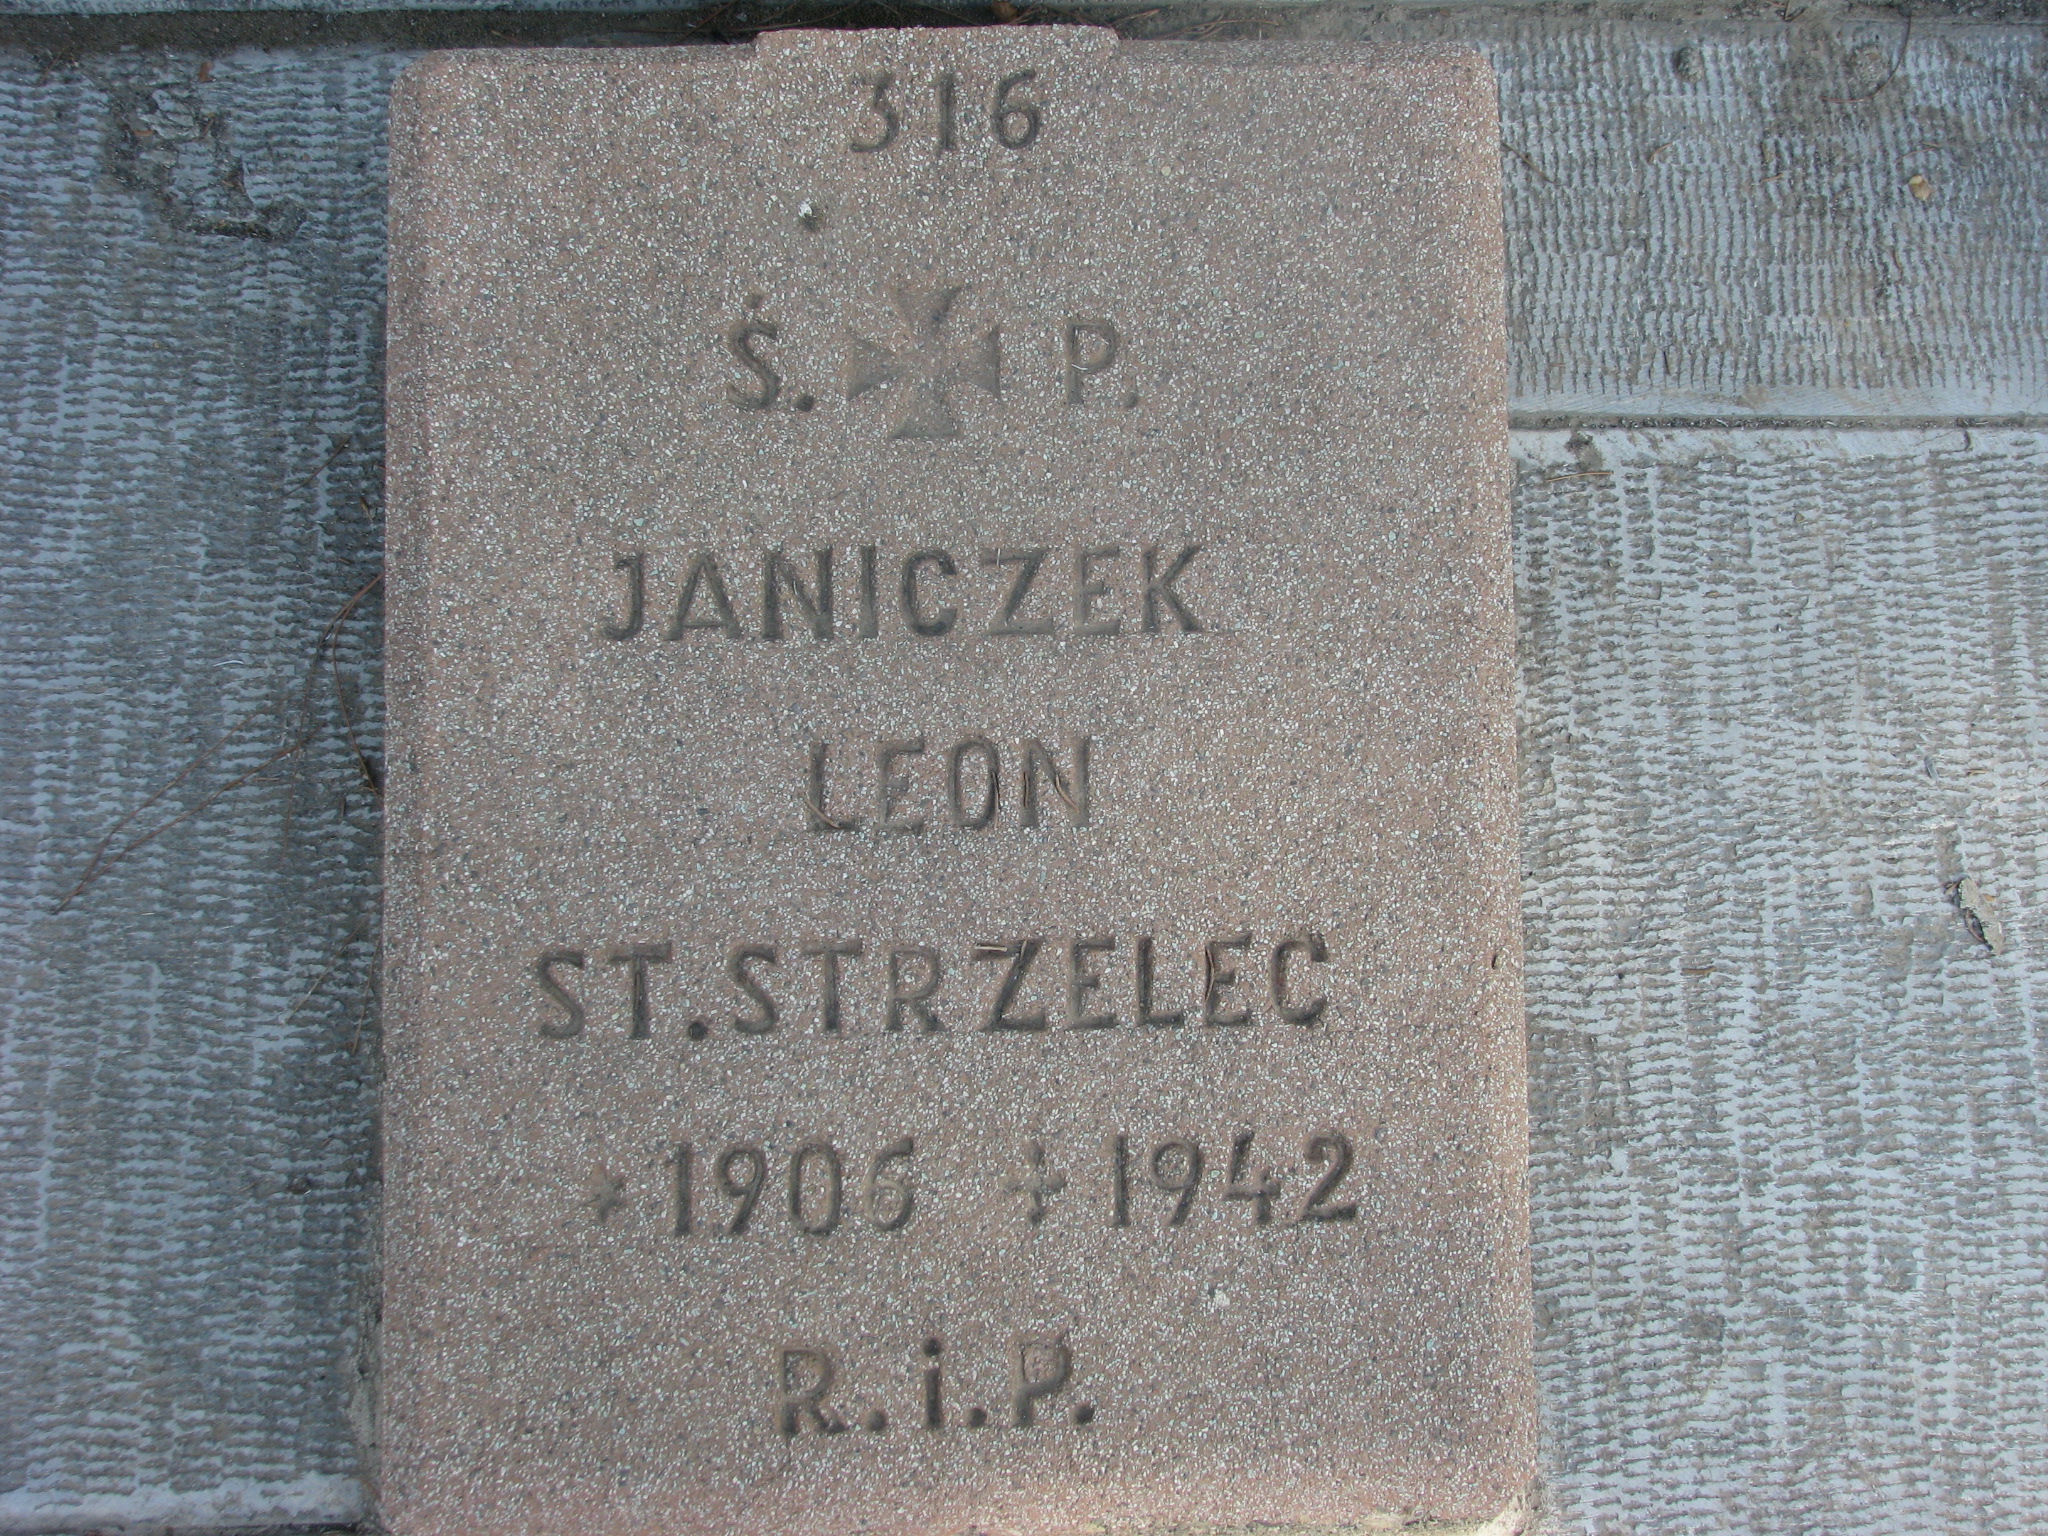 316
Ś. P.
JANICZEK
LEON
ST. STRZELEC
* 1906 + 1942
R.i.P.